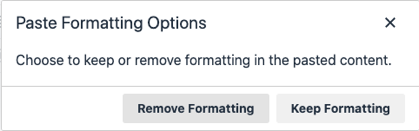 Paste Formatting Options
Choose to keep or remove formatting in the pasted content.
Remove Formatting
Keep Formatting